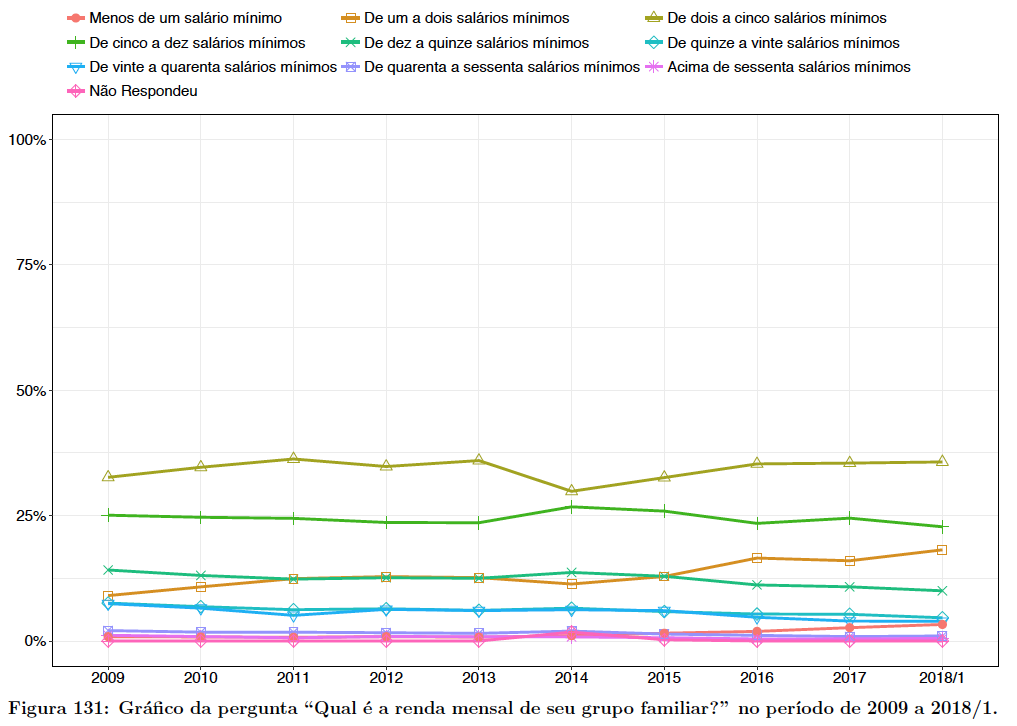 Menos de um salário mínimo De um a dois salários mínimos De dois a cinco salários mínimos
De cinco a dez salários mínimos De dez a quinze salários mínimos De quinze a vinte salários mínimos
De vinte a quarenta salários mínimos De quarenta a sessenta salários mínimos Acima de sessenta salários mínimos
Não Respondeu
100%
75%
50%
25%
0%
2009 2010 2011 2012 2013 2014 2015 2016 2017 2018/1
Figura 131: Gráfico da pergunta “Qual é a renda mensal de seu grupo familiar?” no período de 2009 a 2018/1.